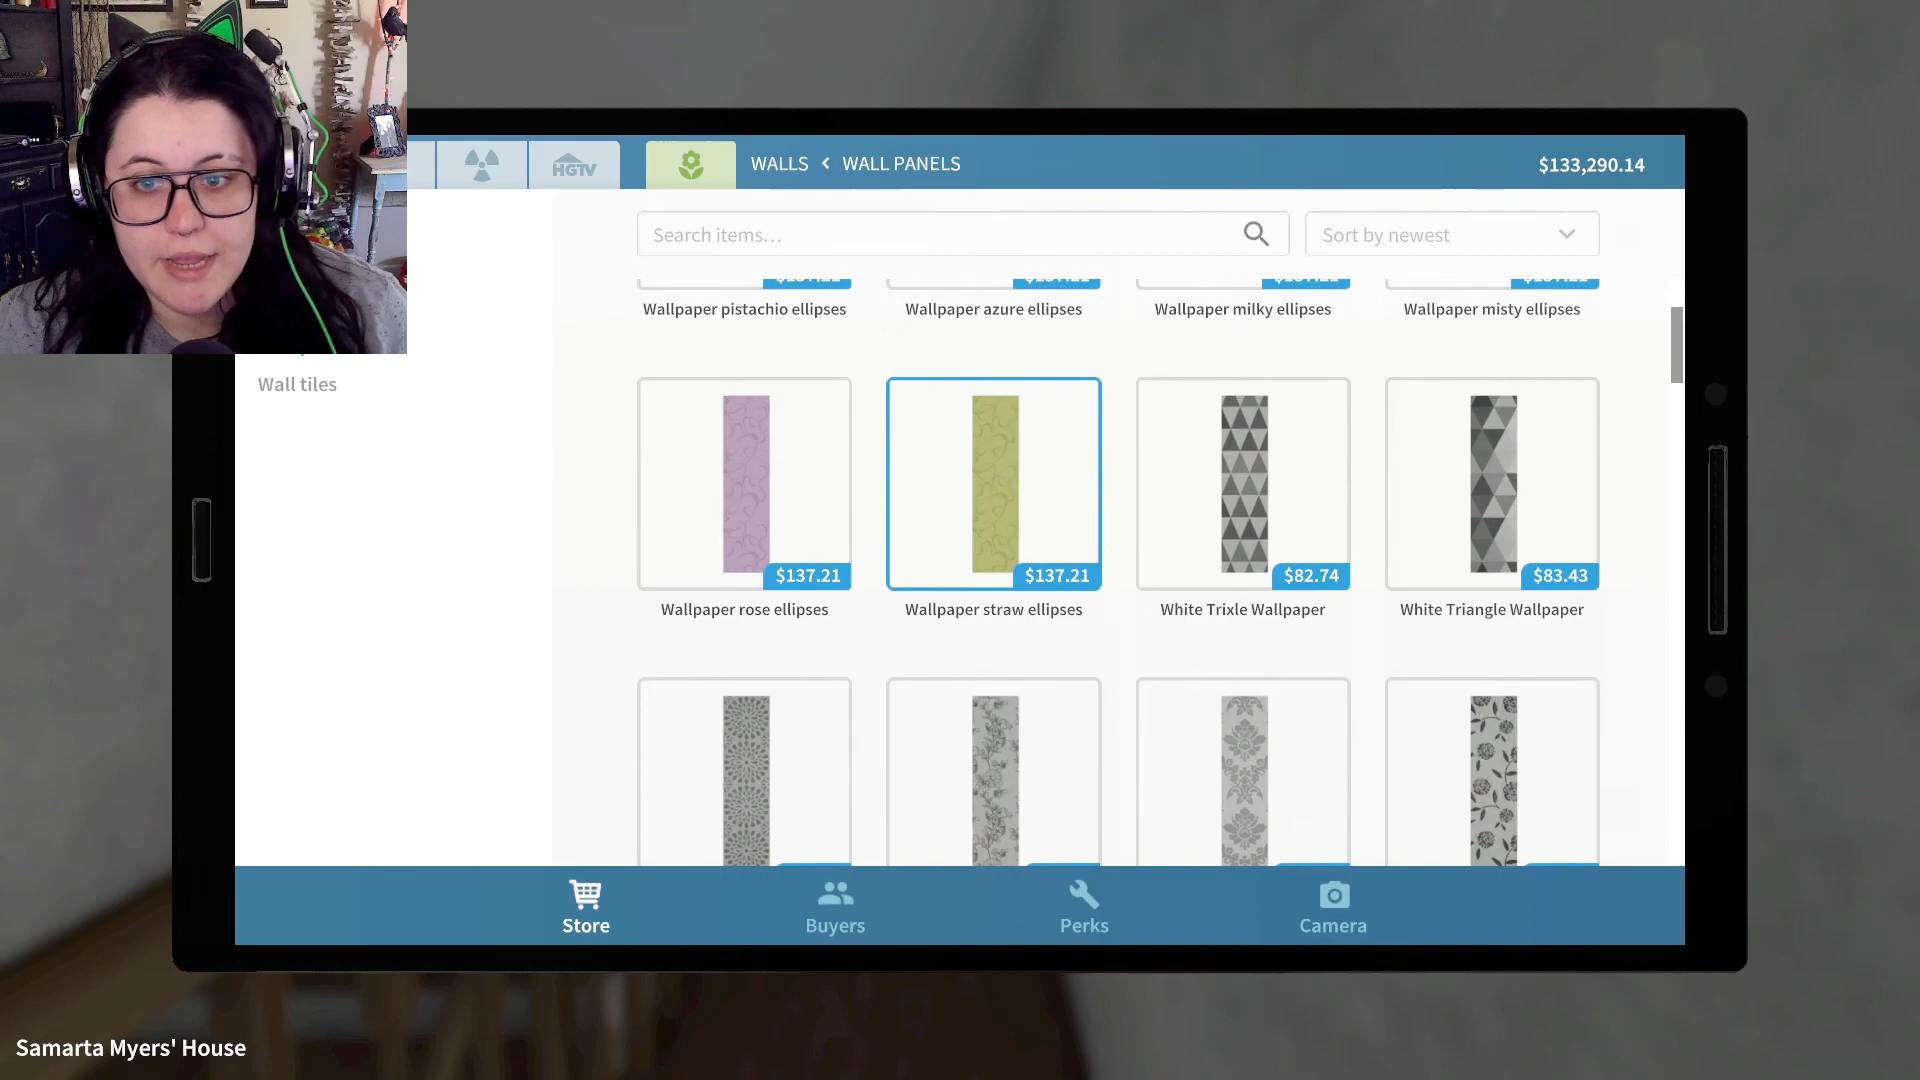 HGTV
WALLS < WALL PANELS
$133,290.14
Search items...
Sort by newest
Wallpaper pistachio ellipses
Wallpaper azure ellipses
Wallpaper milky ellipses
Wallpaper misty ellipses
Wall tiles
$137.21
$137.21
$82.74
$83.43
Wallpaper rose ellipses
Wallpaper straw ellipses
White Trixle Wallpaper
White Triangle Wallpaper
Store
Buyers
Perks
Camera
Samarta Myers' House